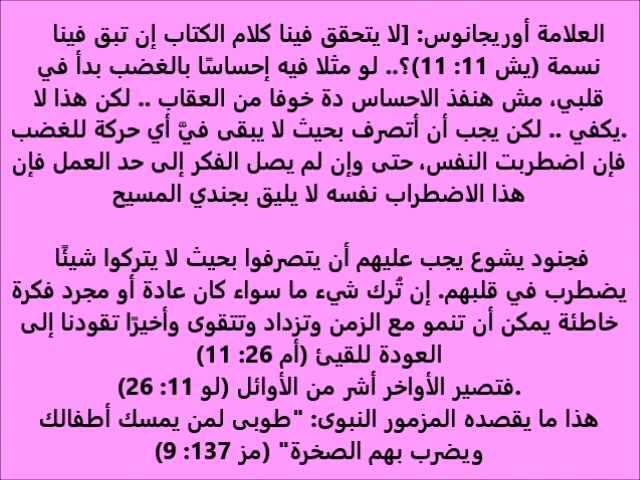 العلامة أوريجانوس: [لا يتحقق فينا كلام الكتاب إن تبق فينا
نسمة (يش 11: 11)؟.. لو مثلا فيه إحساسًا بالغضب بدأ في
قلبي، مش هنفذ الاحساس دة خوفا من العقاب .. لكن هذا لا
يكفي .. لكن يجب أن أتصرف بحيث لا يبقى فيَّ أي حركة للغضب.
فإن اضطربت النفس، حتى وإن لم يصل الفكر إلى حد العمل فإن
هذا الاضطراب نفسه لا يليق بجندي المسيح
فجنود يشوع يجب عليهم أن يتصرفوا بحيث لا يتركوا شيئًا
يضطرب في قلبهم. إن تُرك شيء ما سواء كان عادة أو مجرد فكرة
خاطئة يمكن أن تنمو مع الزمن وتزداد وتتقوى وأخيرًا تقودنا إلى
العودة للقيئ (أم 26: 11)
فتصير الأواخر أشر من الأوائل (لو 11: 26).
هذا ما يقصده المزمور النبوى: "طوبى لمن يمسك أطفالك
ويضرب بهم الصخرة" (مز 137: 9)